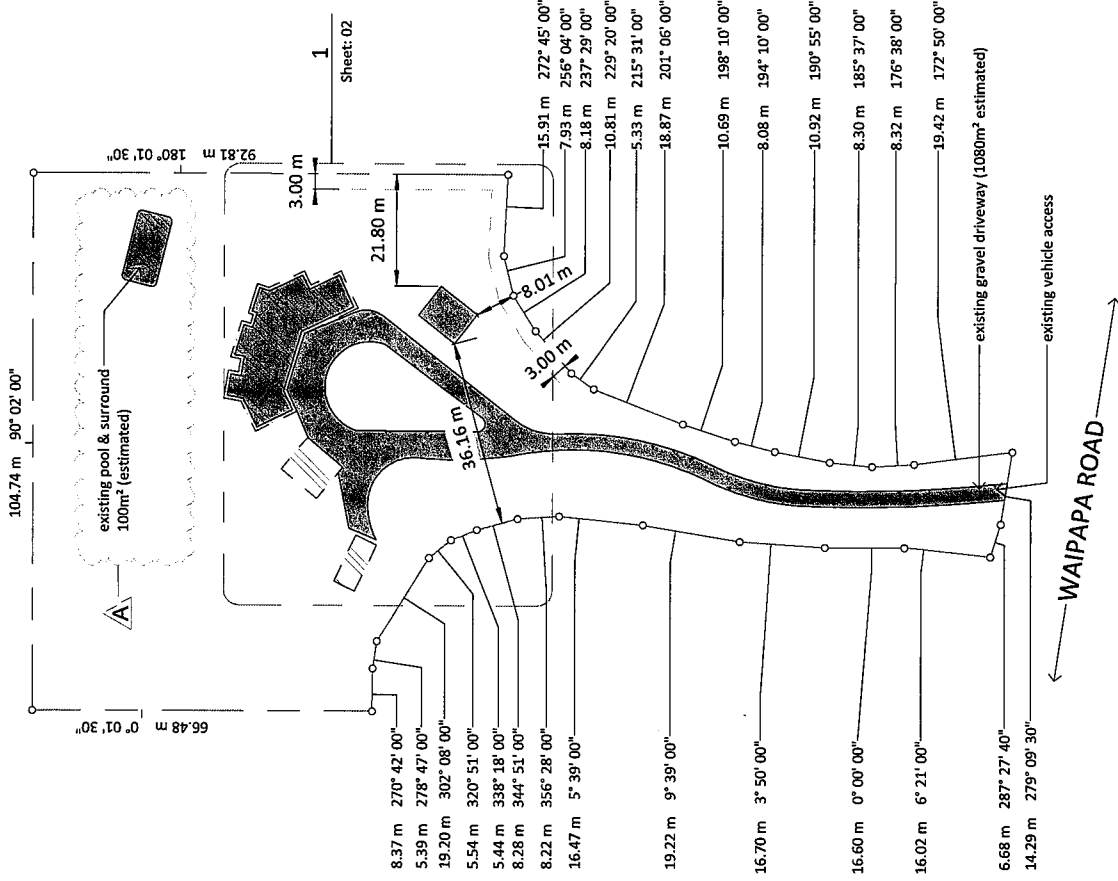 104.74 m 90° 02' 00"
1
Sheet: 02
existing pool & surround
100m² (estimated)
A
92.81 m 180° 01' 30"
66.48 m 0° 01' 30"
3.00 m
21.80 m
8.01 m
3.00 m
36.16 m
15.91 m 272° 45' 00"
7.93 m 256° 04' 00"
8.18 m 237° 29' 00"
10.81 m 229° 20' 00"
5.33 m 215° 31' 00"
18.87 m 201° 06' 00"
10.69 m 198° 10' 00"
8.08 m 194° 10' 00"
10.92 m 190° 55' 00"
8.30 m 185° 37' 00"
8.32 m 176° 38' 00"
19.42 m 172° 50' 00"
existing gravel driveway (1080m² estimated)
existing vehicle access
8.37 m 270° 42' 00"
5.39 m 278° 47' 00"
19.20 m 302° 08' 00"
5.54 m 320° 51' 00"
5.44 m 338° 18' 00"
8.28 m 344° 51' 00"
8.22 m 356° 28' 00"
16.47 m 5° 39' 00"
19.22 m 9° 39' 00"
16.70 m 3° 50' 00"
16.60 m 0° 00' 00"
16.02 m 6° 21' 00"
6.68 m 287° 27' 40"
14.29 m 279° 09' 30"
WAIPAPA ROAD